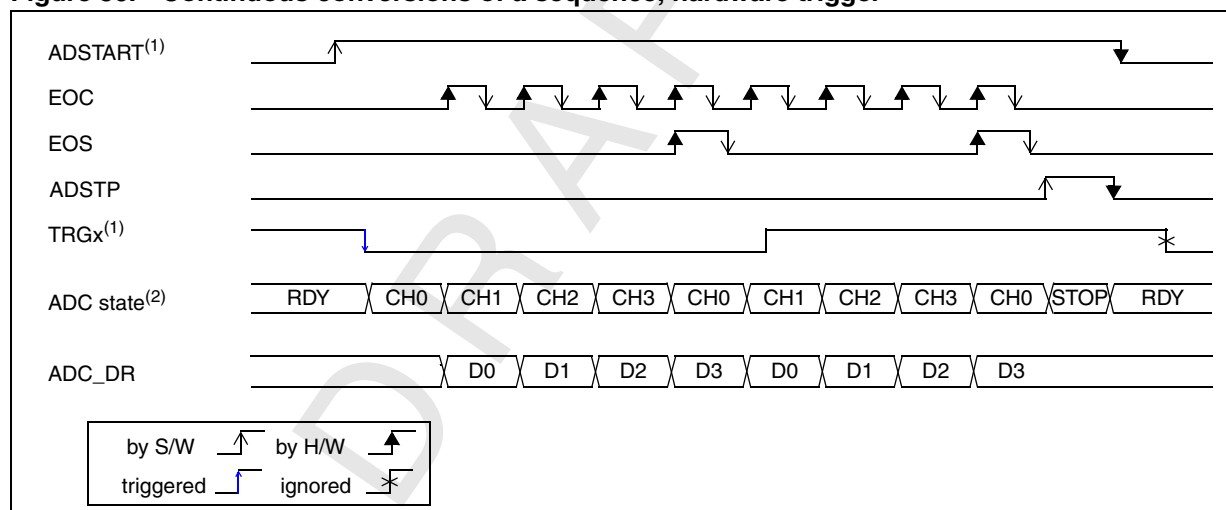 ADSTART(1)
EOC
EOS
ADSTP
TRGx(1)
ADC state(2) RDY CH0 CH1 CH2 CH3 CH0 CH1 CH2 CH3 CH0 STOP RDY
ADC_DR D0 D1 D2 D3 D0 D1 D2 D3
by S/W by H/W
triggered ignored
DRAF